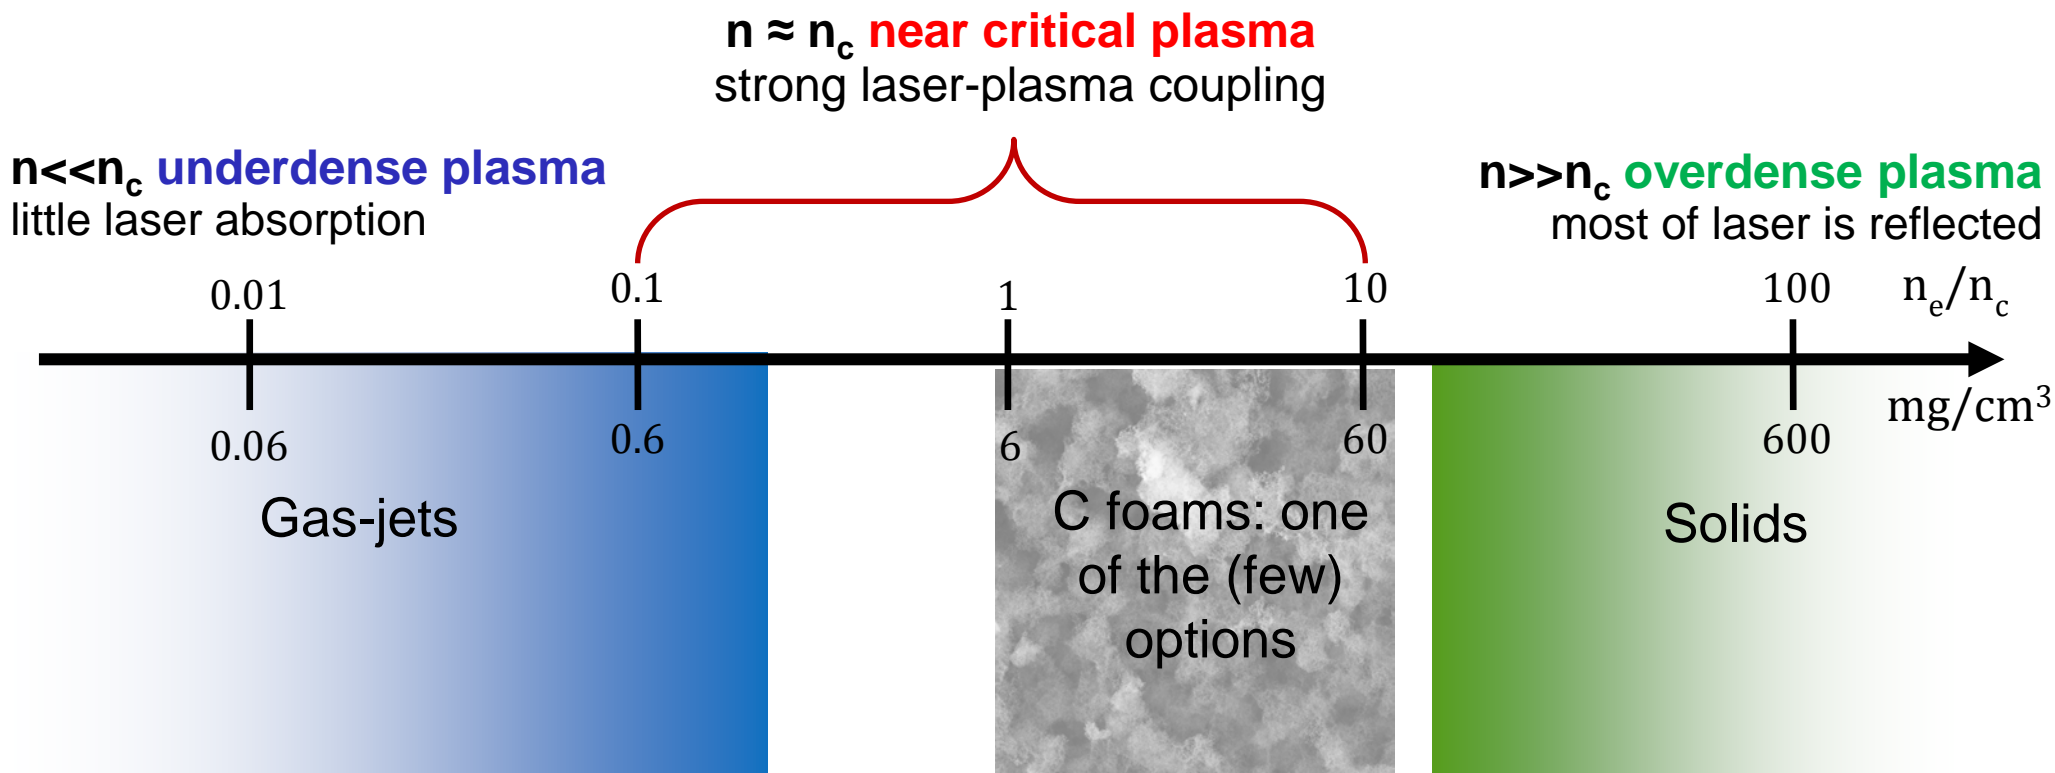 n ≈ nc near critical plasma
strong laser-plasma coupling
n<<nc underdense plasma
little laser absorption
n>>nc overdense plasma
most of laser is reflected
0.01 0.1 1 10 100 ne/nc
0.06 0.6 6 60 600 mg/cm³
Gas-jets
C foams: one
of the (few)
options
Solids